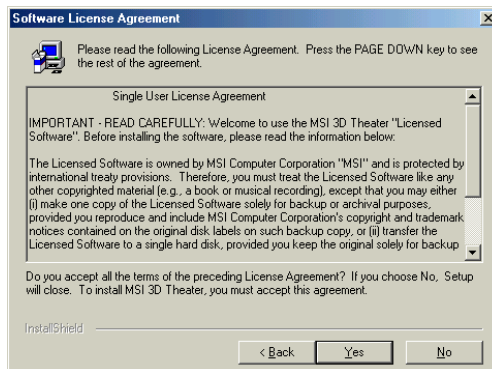 Software License Agreement
Please read the following License Agreement. Press the PAGE DOWN key to see
the rest of the agreement.
Single User License Agreement
IMPORTANT - READ CAREFULLY: Welcome to use the MSI 3D Theater "Licensed
Software". Before installing the software, please read the information below:
The Licensed Software is owned by MSI Computer Corporation "MSI" and is protected by
international treaty provisions. Therefore, you must treat the Licensed Software like any
other copyrighted material (e.g., a book or musical recording), except that you may either
(i) make one copy of the Licensed Software solely for backup or archival purposes,
provided you reproduce and include MSI Computer Corporation's copyright and trademark
notices contained on the original disk labels on such backup copy, or (ii) transfer the
Licensed Software to a single hard disk, provided you keep the original solely for backup
Do you accept all the terms of the preceding License Agreement? If you choose No, Setup
will close. To install MSI 3D Theater, you must accept this agreement.
InstallShield
< Back Yes No